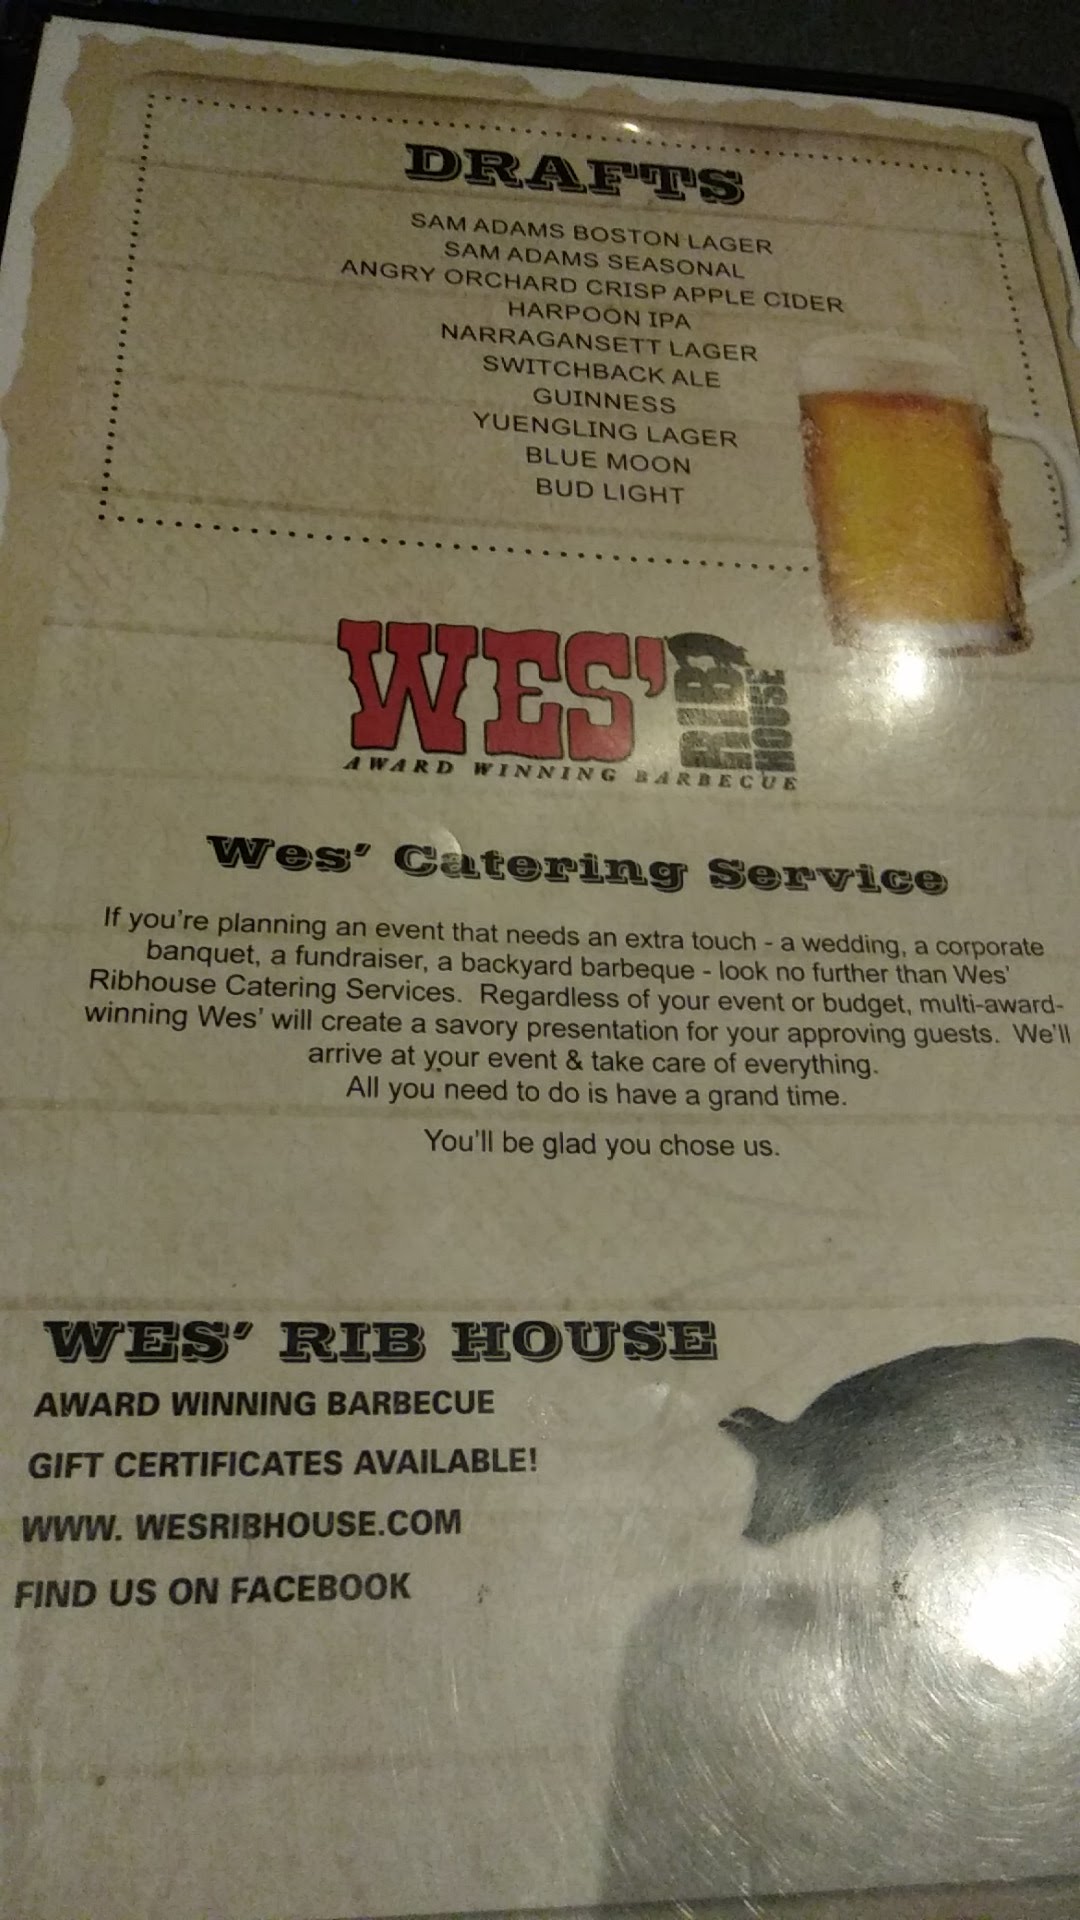 DRAFTS
SAM ADAMS BOSTON LAGER
SAM ADAMS SEASONAL
ANGRY ORCHARD CRISP APPLE CIDER
HARPOON IPA
NARRAGANSETT LAGER
SWITCHBACK ALE
GUINNESS
YUENGLING LAGER
BLUE MOON
BUD LIGHT
WES' RIB HOUSE
AWARD WINNING BARBECUE
Wes' Catering Service
If you're planning an event that needs an extra touch - a wedding, a corporate
banquet, a fundraiser, a backyard barbeque - look no further than Wes'
Ribhouse Catering Services. Regardless of your event or budget, multi-award-
winning Wes' will create a savory presentation for your approving guests. We'll
arrive at your event & take care of everything.
All you need to do is have a grand time.
You'll be glad you chose us.
WES' RIB HOUSE
AWARD WINNING BARBECUE
GIFT CERTIFICATES AVAILABLE!
WWW. WESRIBHOUSE.COM
FIND US ON FACEBOOK